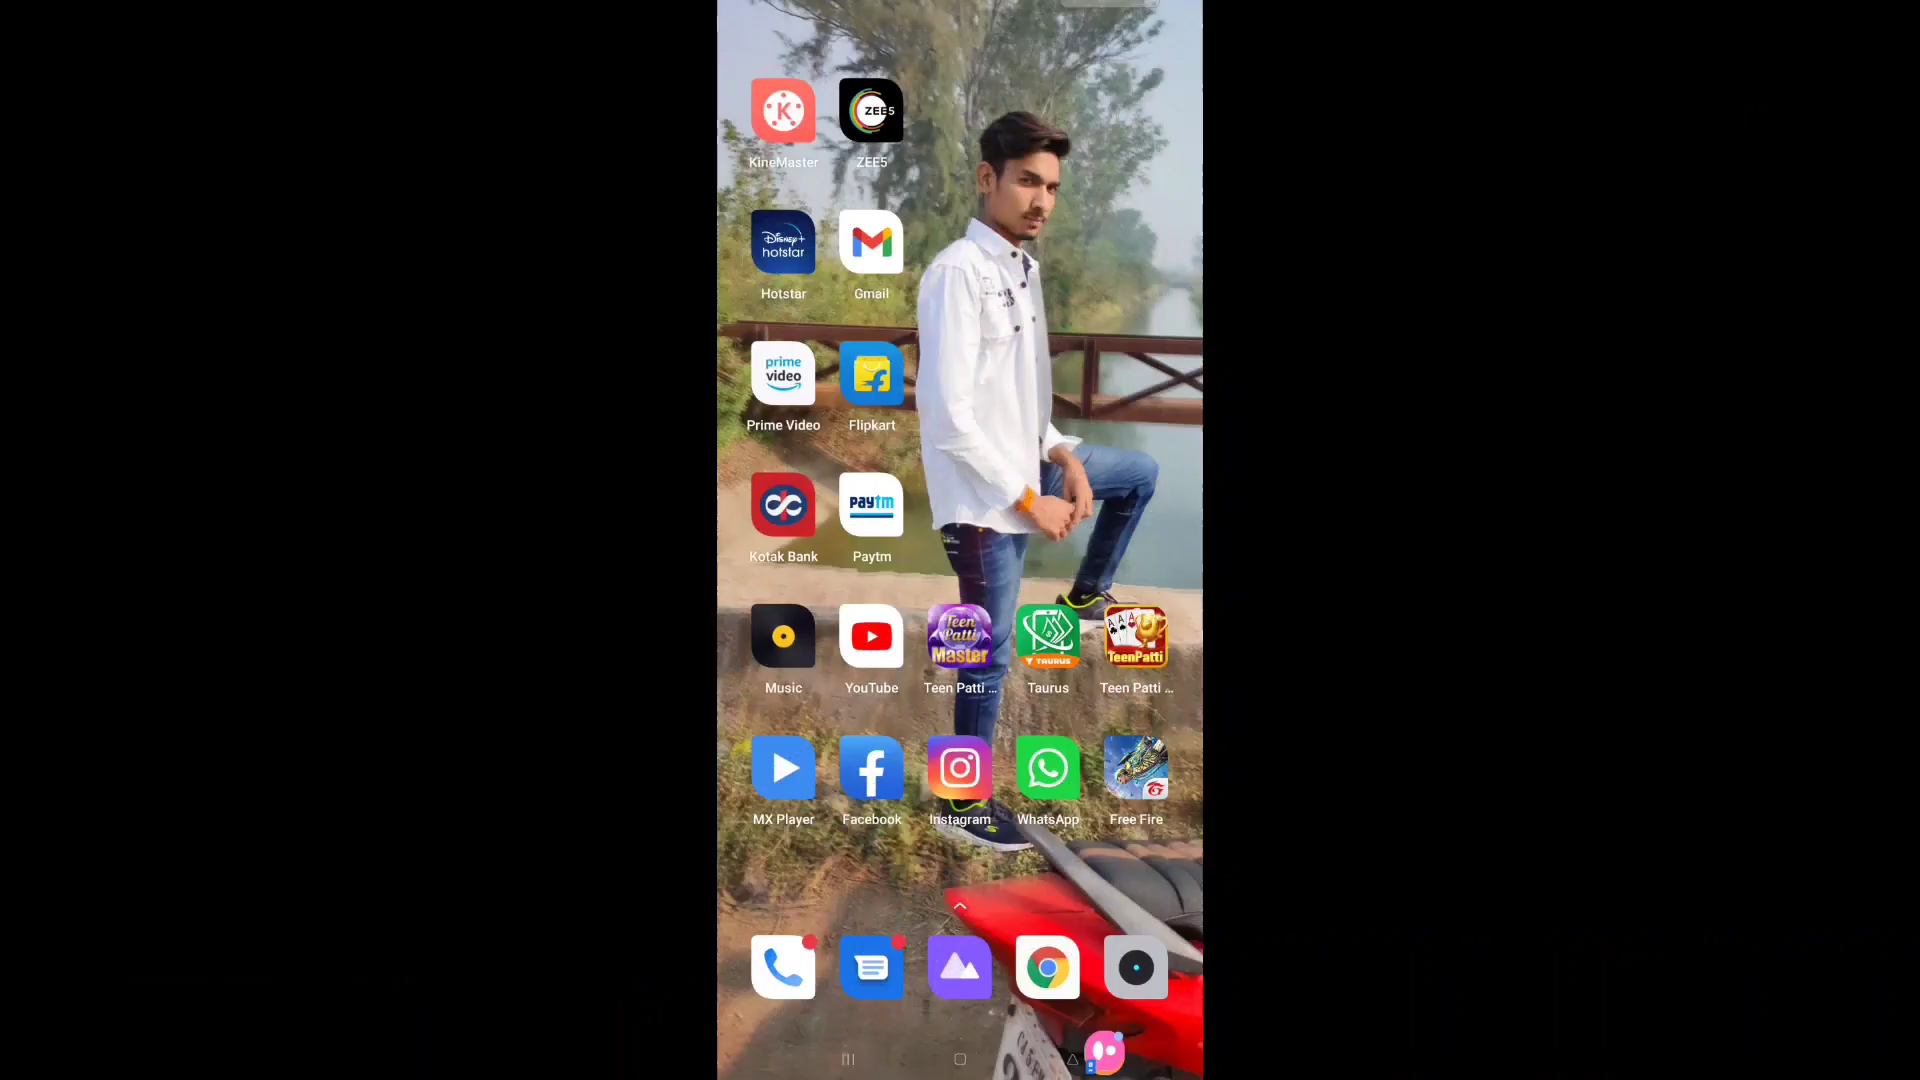 K
ZEE5
KineMaster
ZEE5
Disney+
hotstar
Hotstar
Gmail
prime
video
Prime Video
Flipkart
paytm
Kotak Bank
Paytm
Teen
Patti
Master
TAURUS
A A A
TeenPatti
Music
YouTube
Teen Patti ...
Taurus
Teen Patti ...
MX Player
Facebook
Instagram
WhatsApp
Free Fire